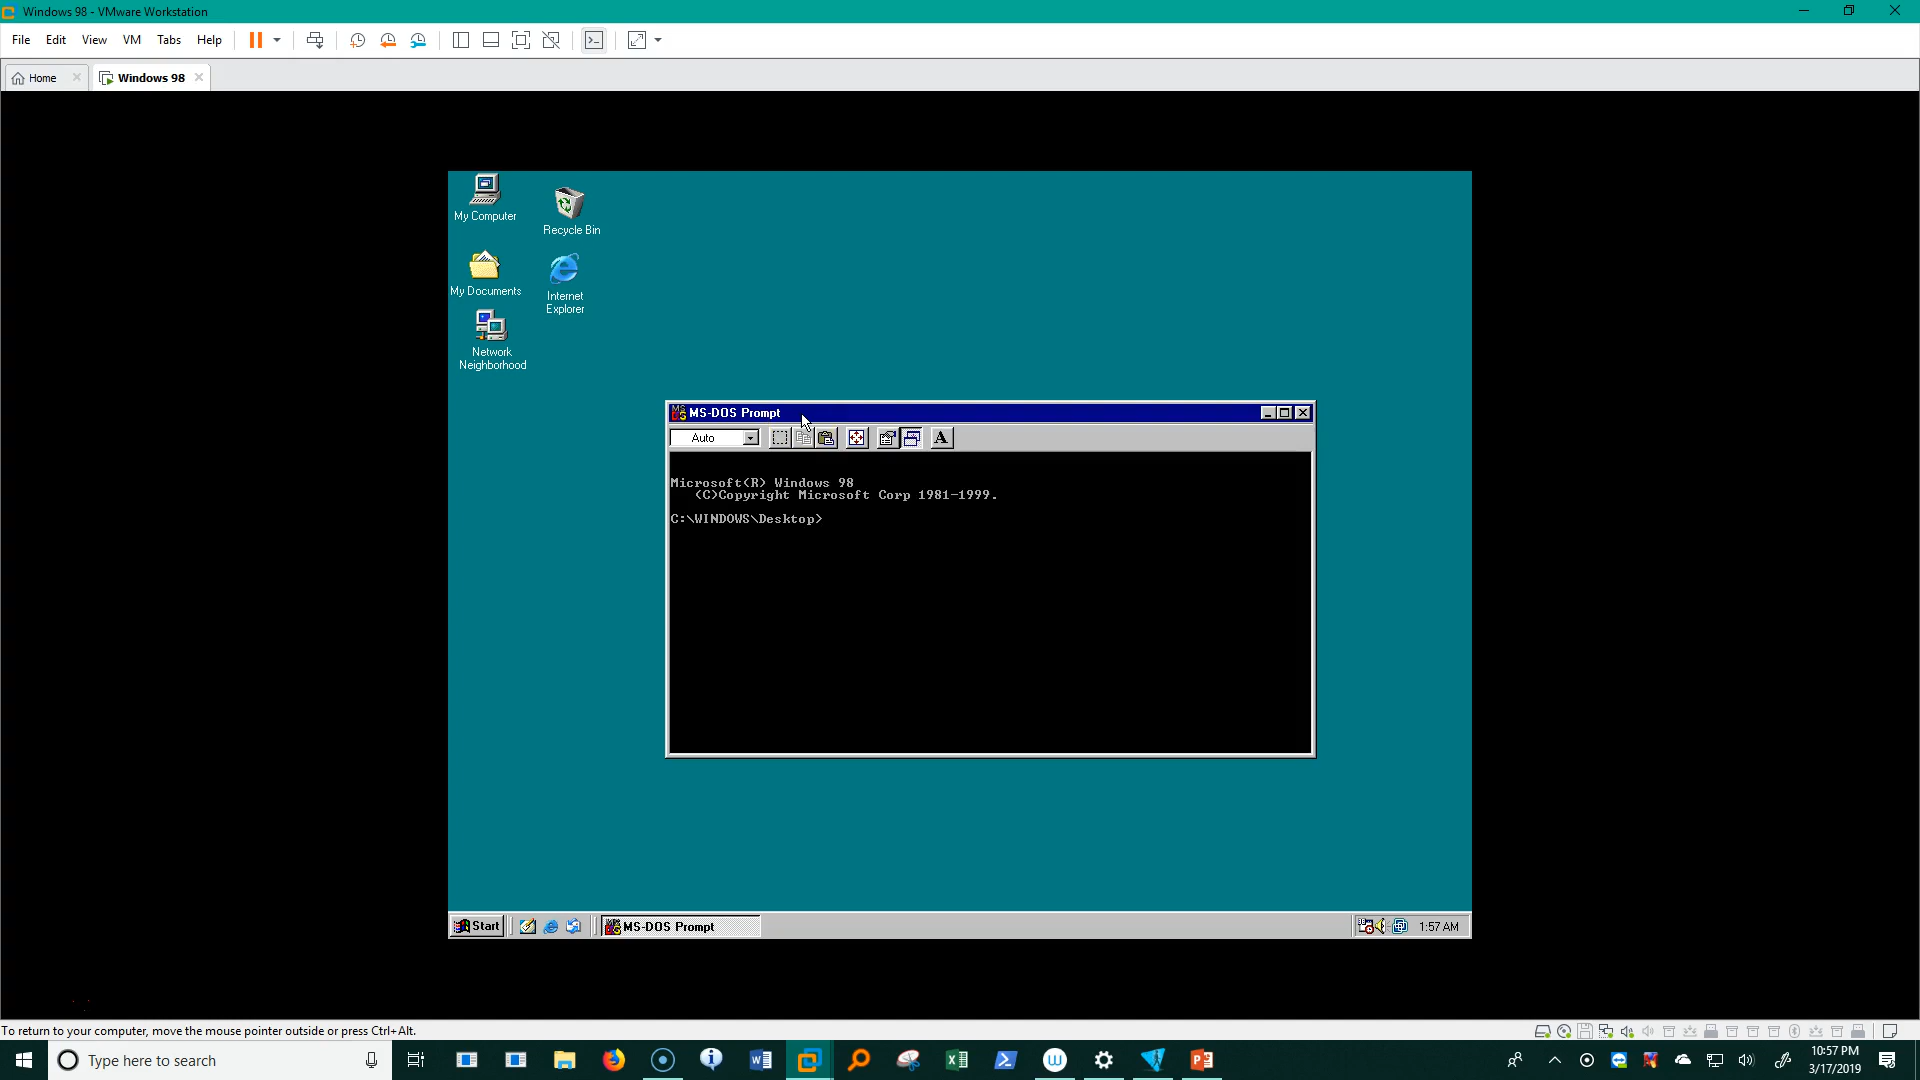 Windows 98 - VMware Workstation
File Edit View VM Tabs Help
Home Windows 98
My Computer
Recycle Bin
My Documents
Internet
Explorer
Network
Neighborhood
MS-DOS Prompt
Auto
A
Microsoft(R) Windows 98
(C)Copyright Microsoft Corp 1981-1999.
C:\WINDOWS\Desktop>
Start MS-DOS Prompt 1:57 AM
To return to your computer, move the mouse pointer outside or press Ctrl+Alt.
Type here to search
10:57 PM
3/17/2019